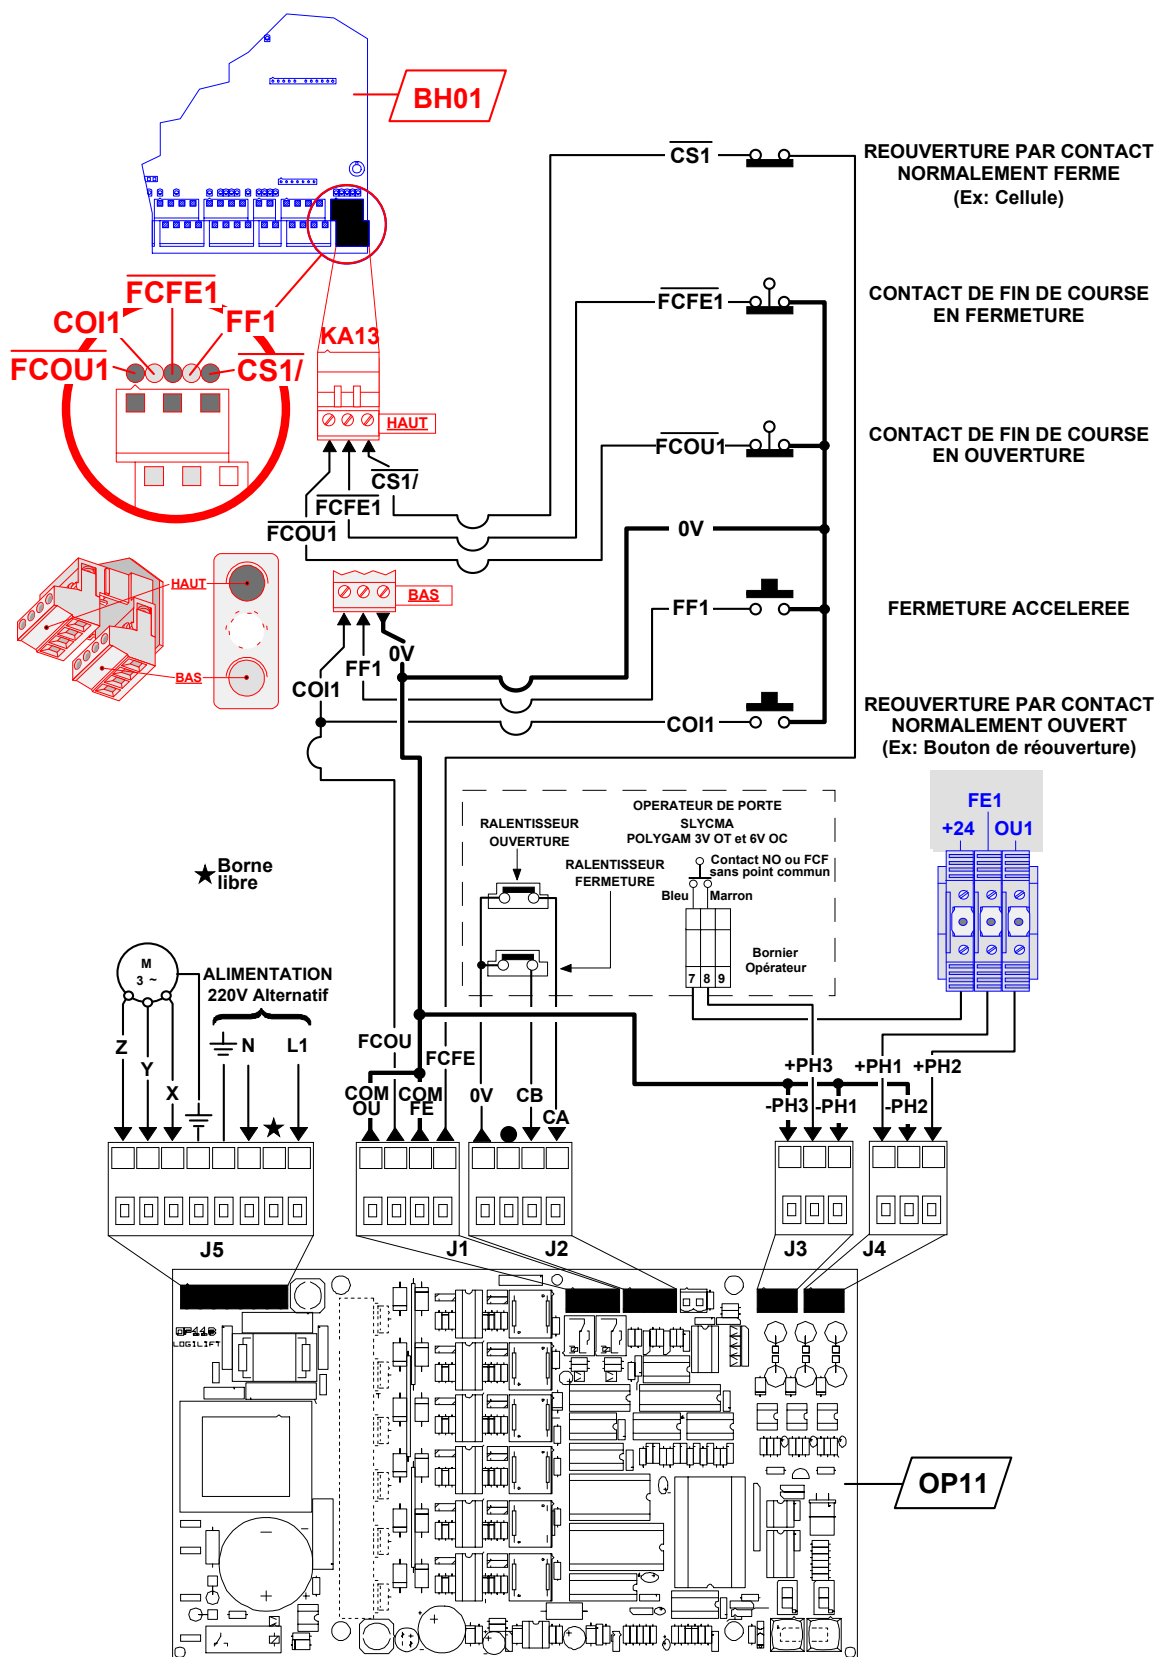 BH01
CS1
REOUVERTURE PAR CONTACT
NORMALEMENT FERME
(Ex: Cellule)
FCFE1
COI1
FF1
FCOU1
CS1/
KA13
HAUT
FCFE1
CONTACT DE FIN DE COURSE
EN FERMETURE
FCOU1
CONTACT DE FIN DE COURSE
EN OUVERTURE
CS1/
FCFE1
FCOU1
0V
HAUT
BAS
BAS
FF1
FERMETURE ACCELEREE
0V
FF1
COI1
COI1
REOUVERTURE PAR CONTACT
NORMALEMENT OUVERT
(Ex: Bouton de réouverture)
FE1
+24
OU1
OPERATEUR DE PORTE
SLYCMA
POLYGAM 3V OT et 6V OC
RALENTISSEUR
OUVERTURE
RALENTISSEUR
FERMETURE
Contact NO ou FCF
sans point commun
Bleu
Marron
Bornier
Opérateur
7 8 9
★ Borne
libre
M
3 ~
ALIMENTATION
220V Alternatif
Z
Y
X
N
L1
★
FCOU
FCFE
COM
OU
COM
FE
0V
CB
CA
+PH3
+PH1
+PH2
-PH3
-PH1
-PH2
J5
J1
J2
J3
J4
OP11B
LOGILIFT
OP11